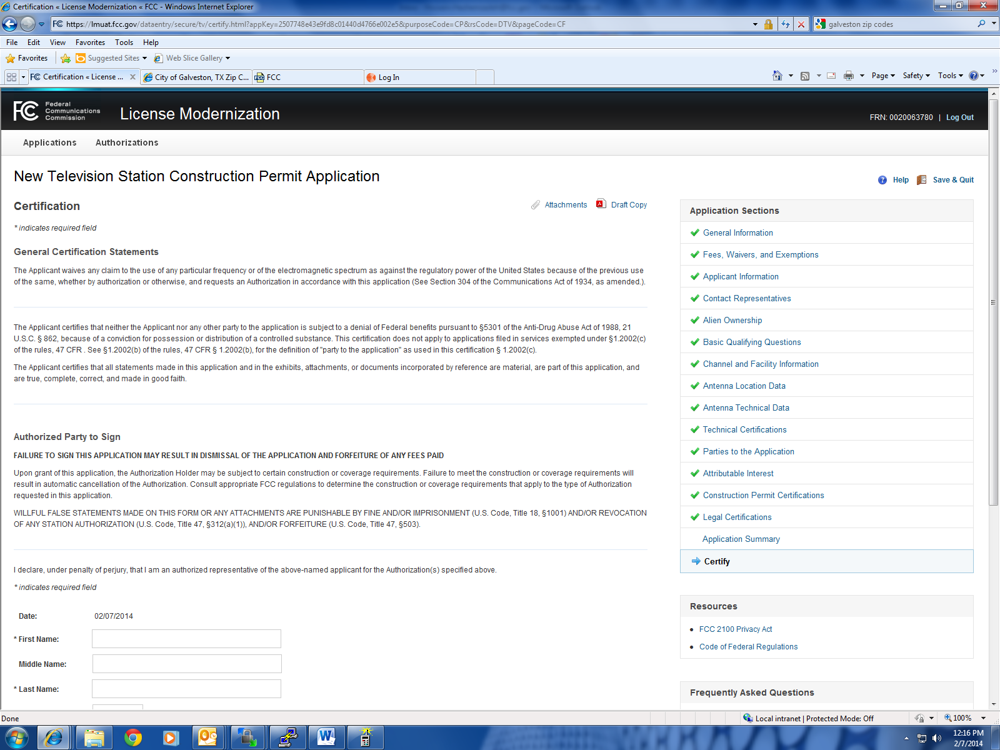 Certification « License Modernization « FCC - Windows Internet Explorer
FC https://lmuat.fcc.gov/dataentry/secure/tv/certify.html?appKey=2507748e43e9fd8c01440d4766e002e5&purposeCode=CP&rsCode=DTV&pageCode=CF
galveston zip codes
File Edit View Favorites Tools Help
Favorites Suggested Sites Web Slice Gallery
FC Certification « License ... City of Galveston, TX Zip C... FCC Log In
Page Safety Tools
FC Federal Communications Commission
License Modernization
FRN: 0020063780 | Log Out
Applications Authorizations
New Television Station Construction Permit Application
Help Save & Quit
Certification
Attachments Draft Copy
* indicates required field
General Certification Statements
The Applicant waives any claim to the use of any particular frequency or of the electromagnetic spectrum as against the regulatory power of the United States because of the previous use
of the same, whether by authorization or otherwise, and requests an Authorization in accordance with this application (See Section 304 of the Communications Act of 1934, as amended.).
The Applicant certifies that neither the Applicant nor any other party to the application is subject to a denial of Federal benefits pursuant to §5301 of the Anti-Drug Abuse Act of 1988, 21
U.S.C. § 862, because of a conviction for possession or distribution of a controlled substance. This certification does not apply to applications filed in services exempted under §1.2002(c)
of the rules, 47 CFR . See §1.2002(b) of the rules, 47 CFR § 1.2002(b), for the definition of "party to the application" as used in this certification § 1.2002(c).
The Applicant certifies that all statements made in this application and in the exhibits, attachments, or documents incorporated by reference are material, are part of this application, and
are true, complete, correct, and made in good faith.
Authorized Party to Sign
FAILURE TO SIGN THIS APPLICATION MAY RESULT IN DISMISSAL OF THE APPLICATION AND FORFEITURE OF ANY FEES PAID
Upon grant of this application, the Authorization Holder may be subject to certain construction or coverage requirements. Failure to meet the construction or coverage requirements will
result in automatic cancellation of the Authorization. Consult appropriate FCC regulations to determine the construction or coverage requirements that apply to the type of Authorization
requested in this application.
WILLFUL FALSE STATEMENTS MADE ON THIS FORM OR ANY ATTACHMENTS ARE PUNISHABLE BY FINE AND/OR IMPRISONMENT (U.S. Code, Title 18, §1001) AND/OR REVOCATION
OF ANY STATION AUTHORIZATION (U.S. Code, Title 47, §312(a)(1)), AND/OR FORFEITURE (U.S. Code, Title 47, §503).
I declare, under penalty of perjury, that I am an authorized representative of the above-named applicant for the Authorization(s) specified above.
* indicates required field
Date: 02/07/2014
* First Name:
Middle Name:
* Last Name:
Application Sections
General Information
Fees, Waivers, and Exemptions
Applicant Information
Contact Representatives
Alien Ownership
Basic Qualifying Questions
Channel and Facility Information
Antenna Location Data
Antenna Technical Data
Technical Certifications
Parties to the Application
Attributable Interest
Construction Permit Certifications
Legal Certifications
Application Summary
Certify
Resources
• FCC 2100 Privacy Act
• Code of Federal Regulations
Frequently Asked Questions
Done
Local intranet | Protected Mode: Off
100%
12:16 PM
2/7/2014